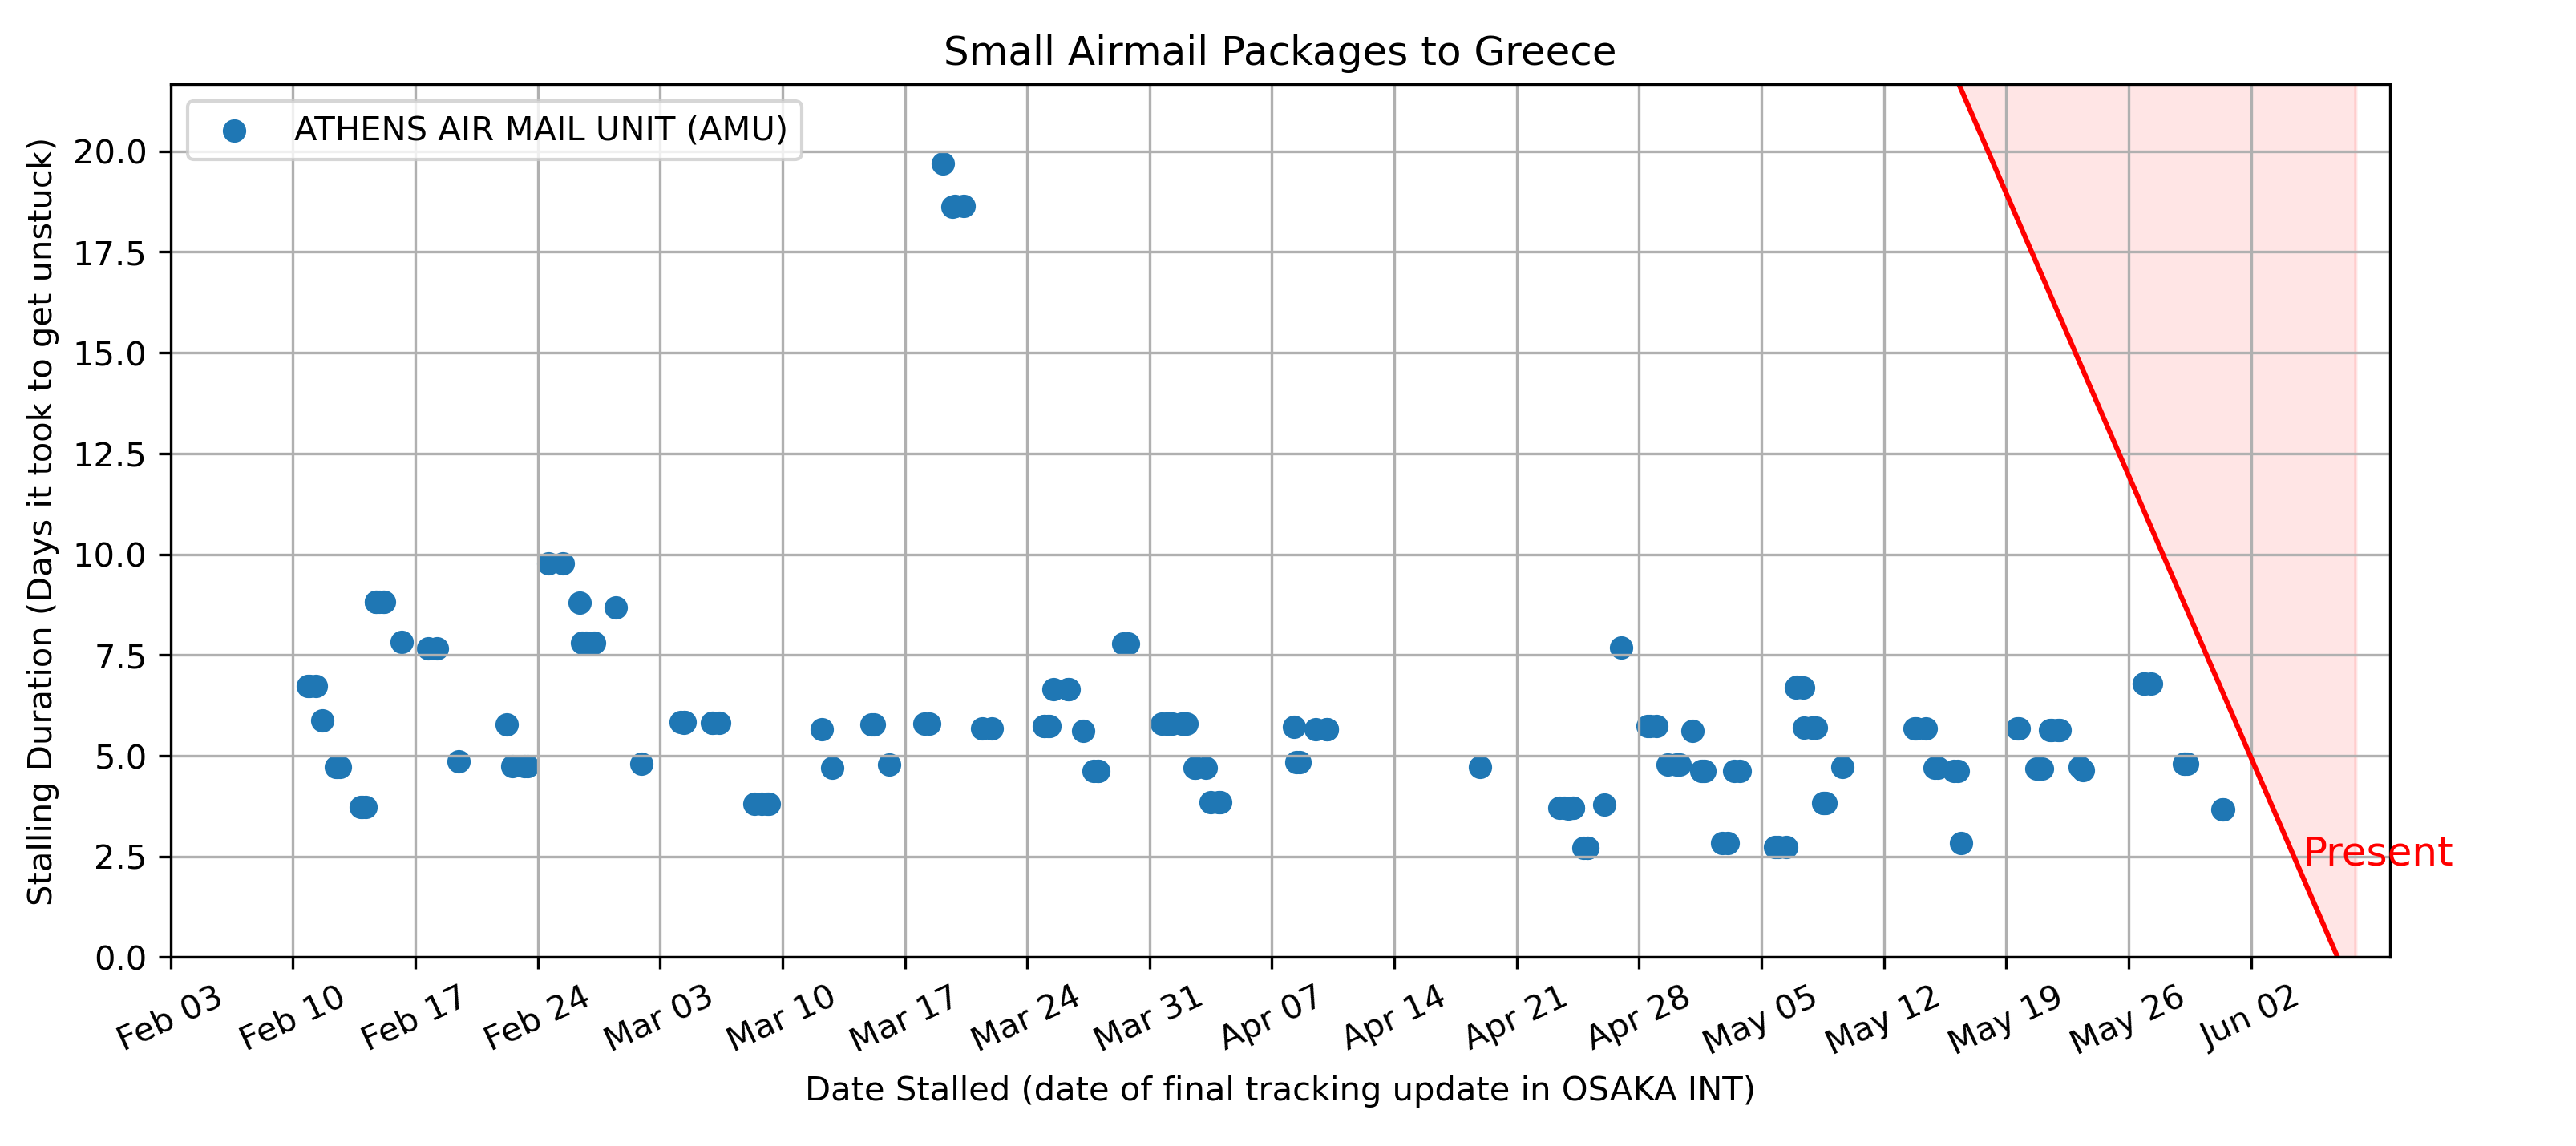 Small Airmail Packages to Greece
ATHENS AIR MAIL UNIT (AMU)
Stalling Duration (Days it took to get unstuck)
20.0
17.5
15.0
12.5
10.0
7.5
5.0
2.5
0.0
Present
Feb 03
Feb 10
Feb 17
Feb 24
Mar 03
Mar 10
Mar 17
Mar 24
Mar 31
Apr 07
Apr 14
Apr 21
Apr 28
May 05
May 12
May 19
May 26
Jun 02
Date Stalled (date of final tracking update in OSAKA INT)